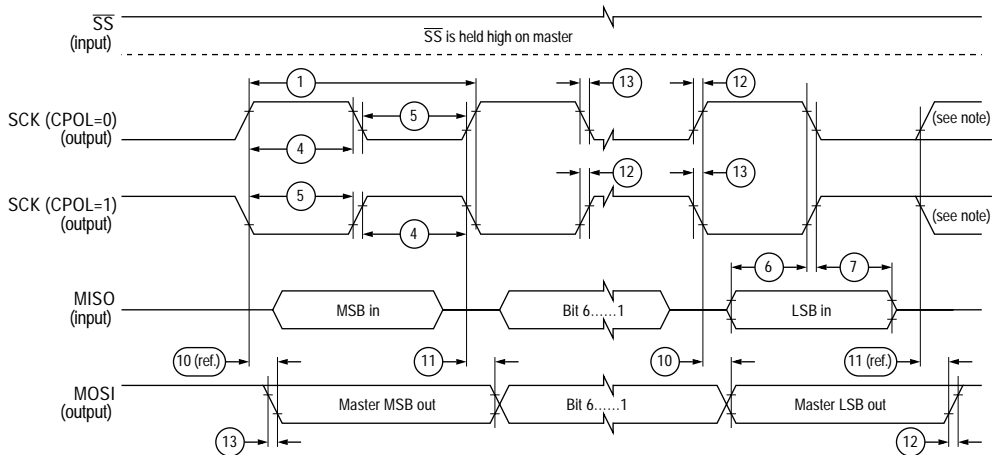 SS
(input)
SS is held high on master
1
13
12
SCK (CPOL=0)
(output)
5
(see note)
4
12
13
SCK (CPOL=1)
(output)
5
(see note)
4
6
7
MISO
(input)
MSB in
Bit 6......1
LSB in
10 (ref.)
11
10
11 (ref.)
MOSI
(output)
Master MSB out
Bit 6......1
Master LSB out
13
12